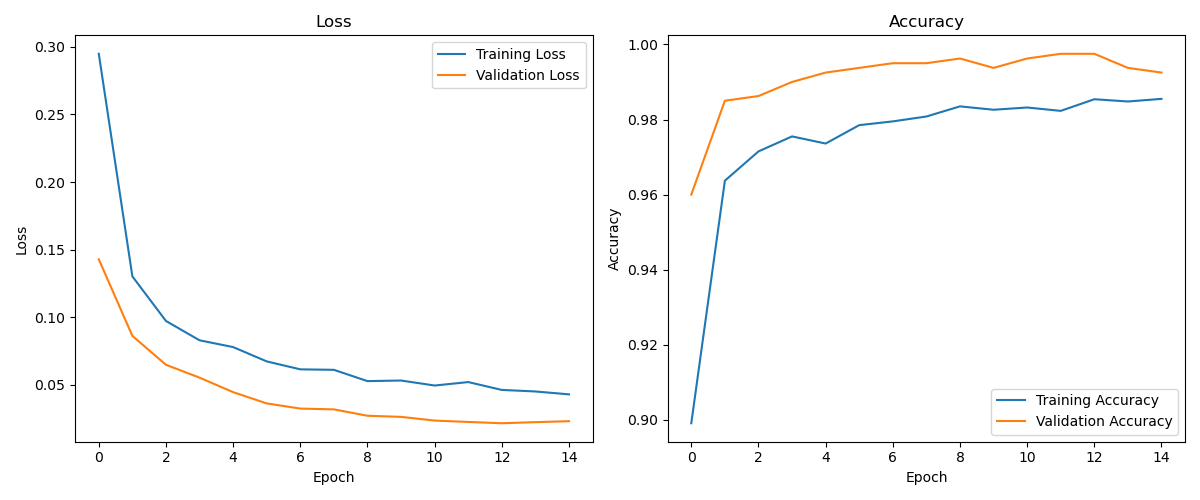 Loss
Training Loss
Validation Loss
0.30
0.25
0.20
0.15
0.10
0.05
Loss
0 2 4 6 8 10 12 14
Epoch
Accuracy
1.00
0.98
0.96
0.94
0.92
0.90
Accuracy
Training Accuracy
Validation Accuracy
0 2 4 6 8 10 12 14
Epoch